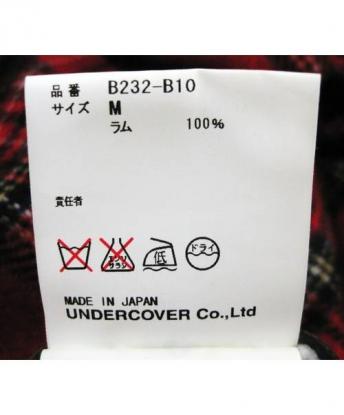 品番 B232-B10
サイズ M
ラム 100%
責任者
エンソサラシ
低
ドライ
MADE IN JAPAN
UNDERCOVER Co.,Ltd